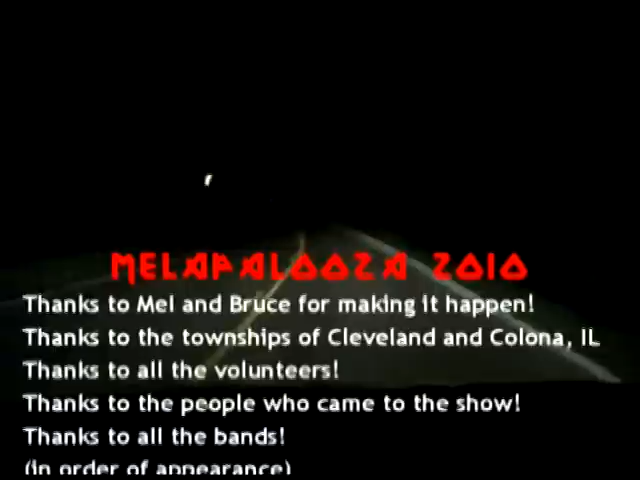 MELAPALOOZA 2010
Thanks to Mel and Bruce for making it happen!
Thanks to the townships of Cleveland and Colona, IL
Thanks to all the volunteers!
Thanks to the people who came to the show!
Thanks to all the bands!
(in order of appearance)